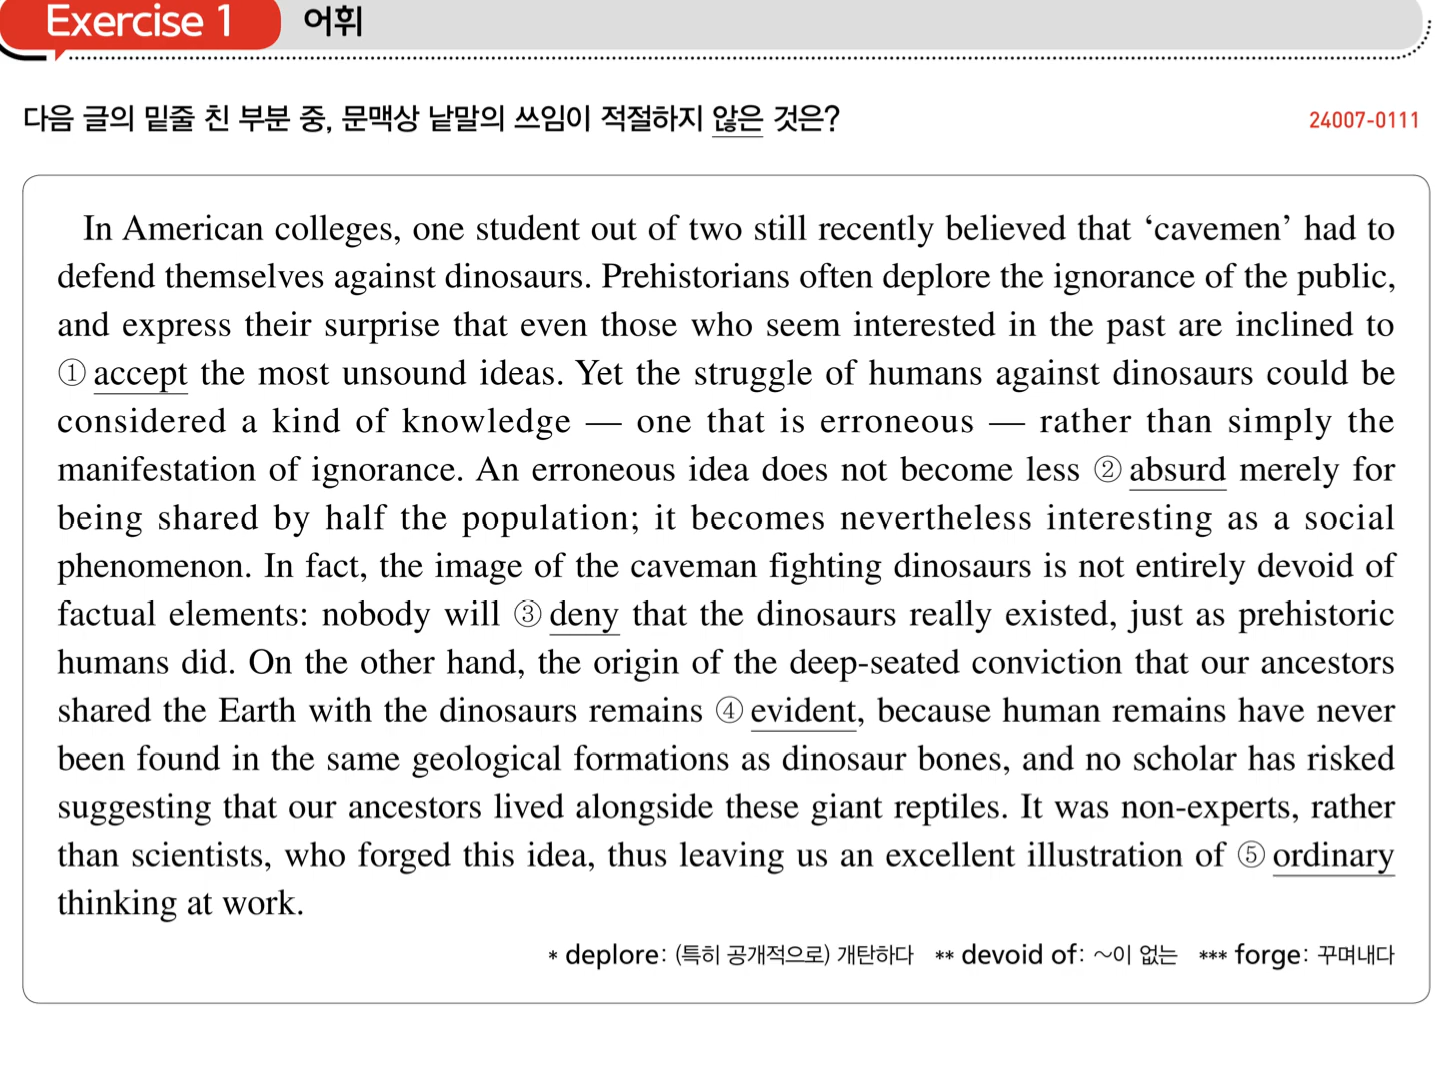 Exercise 1 어휘
다음 글의 밑줄 친 부분 중, 문맥상 낱말의 쓰임이 적절하지 않은 것은? 24007-0111
In American colleges, one student out of two still recently believed that ‘cavemen’ had to
defend themselves against dinosaurs. Prehistorians often deplore the ignorance of the public,
and express their surprise that even those who seem interested in the past are inclined to
① accept the most unsound ideas. Yet the struggle of humans against dinosaurs could be
considered a kind of knowledge — one that is erroneous — rather than simply the
manifestation of ignorance. An erroneous idea does not become less ② absurd merely for
being shared by half the population; it becomes nevertheless interesting as a social
phenomenon. In fact, the image of the caveman fighting dinosaurs is not entirely devoid of
factual elements: nobody will ③ deny that the dinosaurs really existed, just as prehistoric
humans did. On the other hand, the origin of the deep-seated conviction that our ancestors
shared the Earth with the dinosaurs remains ④ evident, because human remains have never
been found in the same geological formations as dinosaur bones, and no scholar has risked
suggesting that our ancestors lived alongside these giant reptiles. It was non-experts, rather
than scientists, who forged this idea, thus leaving us an excellent illustration of ⑤ ordinary
thinking at work.
* deplore: (특히 공개적으로) 개탄하다 ** devoid of: ~이 없는 *** forge: 꾸며내다